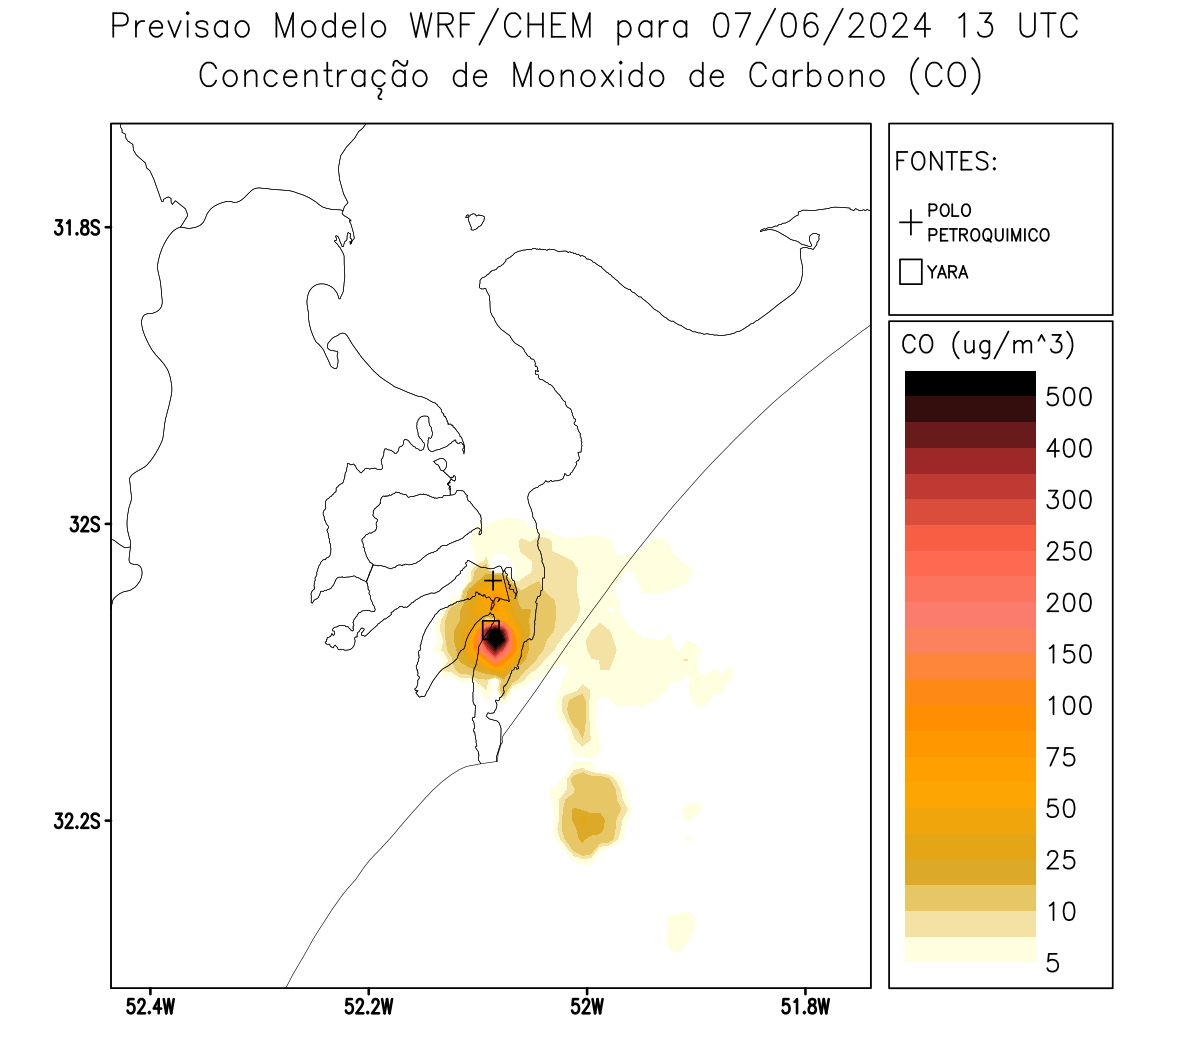 Previsao Modelo WRF/CHEM para 07/06/2024 13 UTC
Concentração de Monoxido de Carbono (CO)
FONTES:
POLO
PETROQUIMICO
YARA
CO (ug/m^3)
500
400
300
250
200
150
100
75
50
25
10
5
31.8S
32S
32.2S
52.4W
52.2W
52W
51.8W